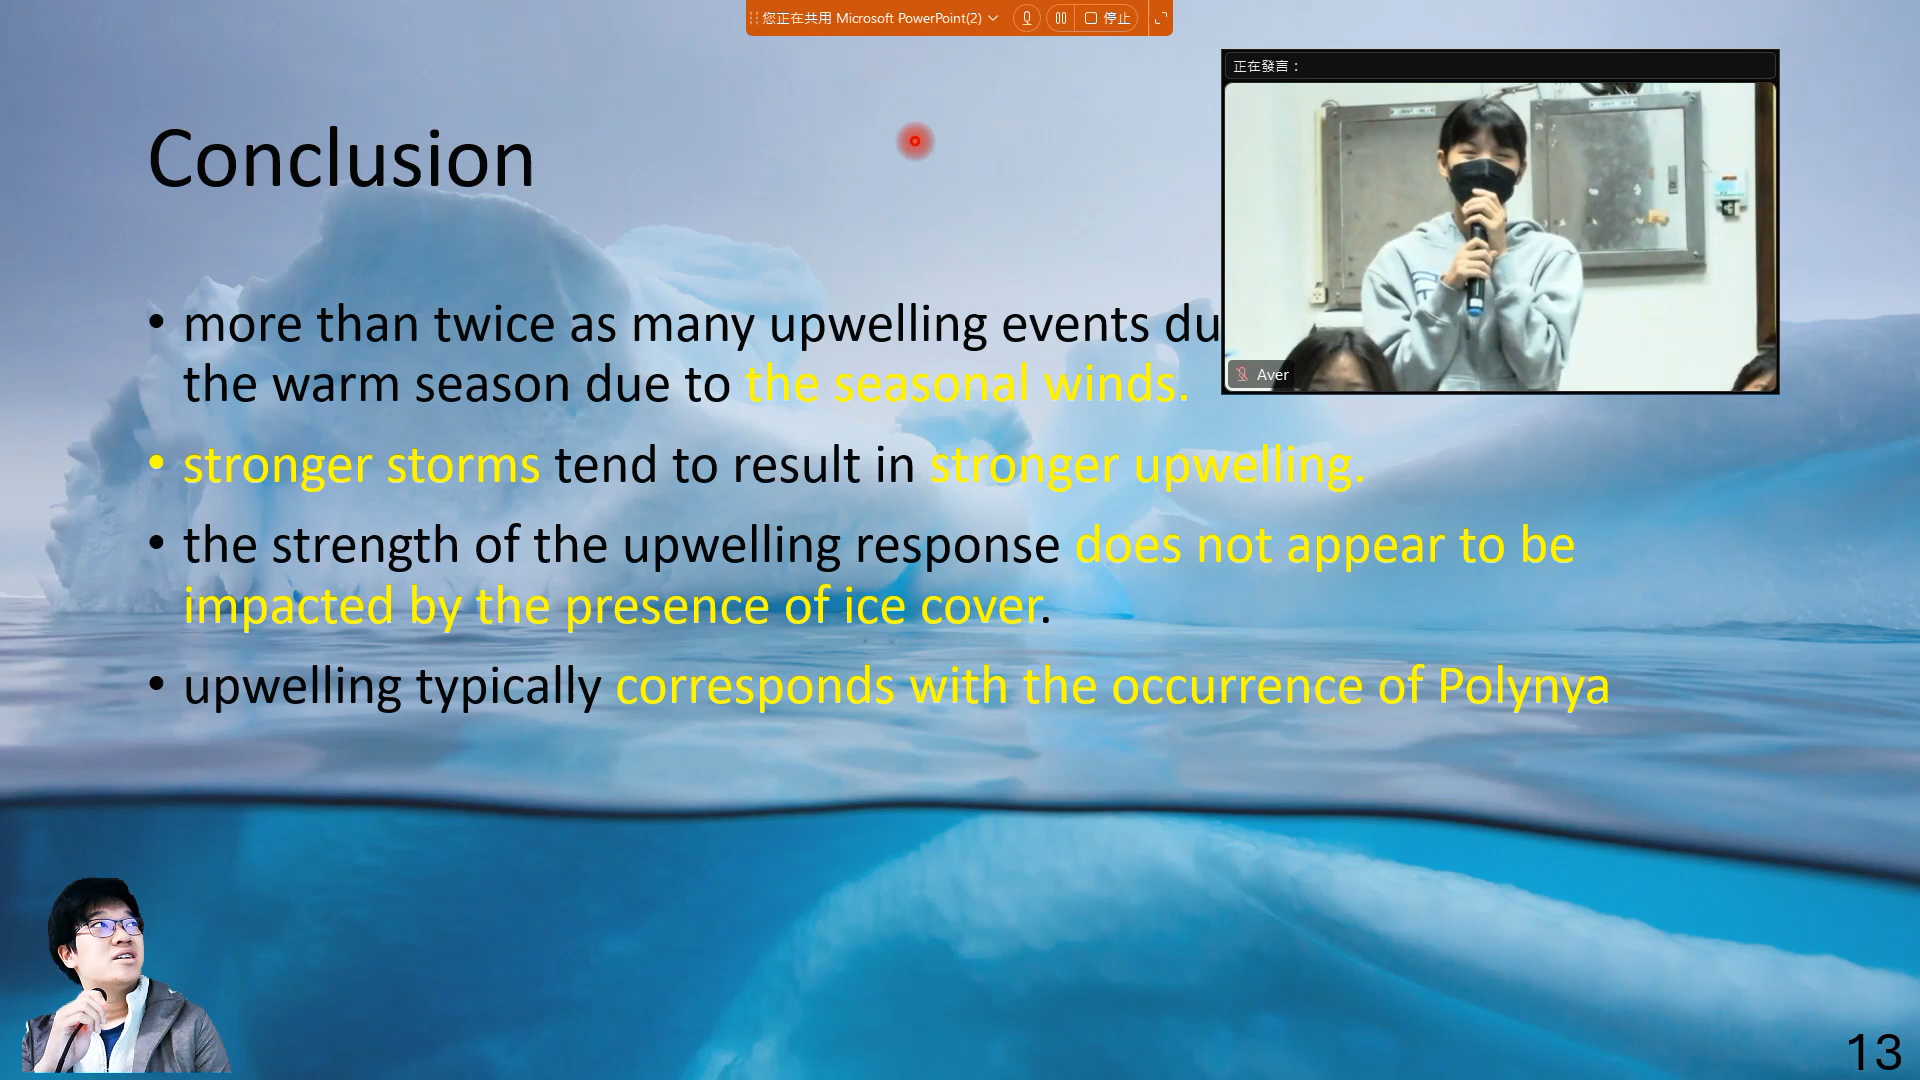 您正在共用 Microsoft PowerPoint(2)
停止
正在發言：
Aver
Conclusion
• more than twice as many upwelling events du
the warm season due to the seasonal winds.
• stronger storms tend to result in stronger upwelling.
• the strength of the upwelling response does not appear to be
impacted by the presence of ice cover.
• upwelling typically corresponds with the occurrence of Polynya
13